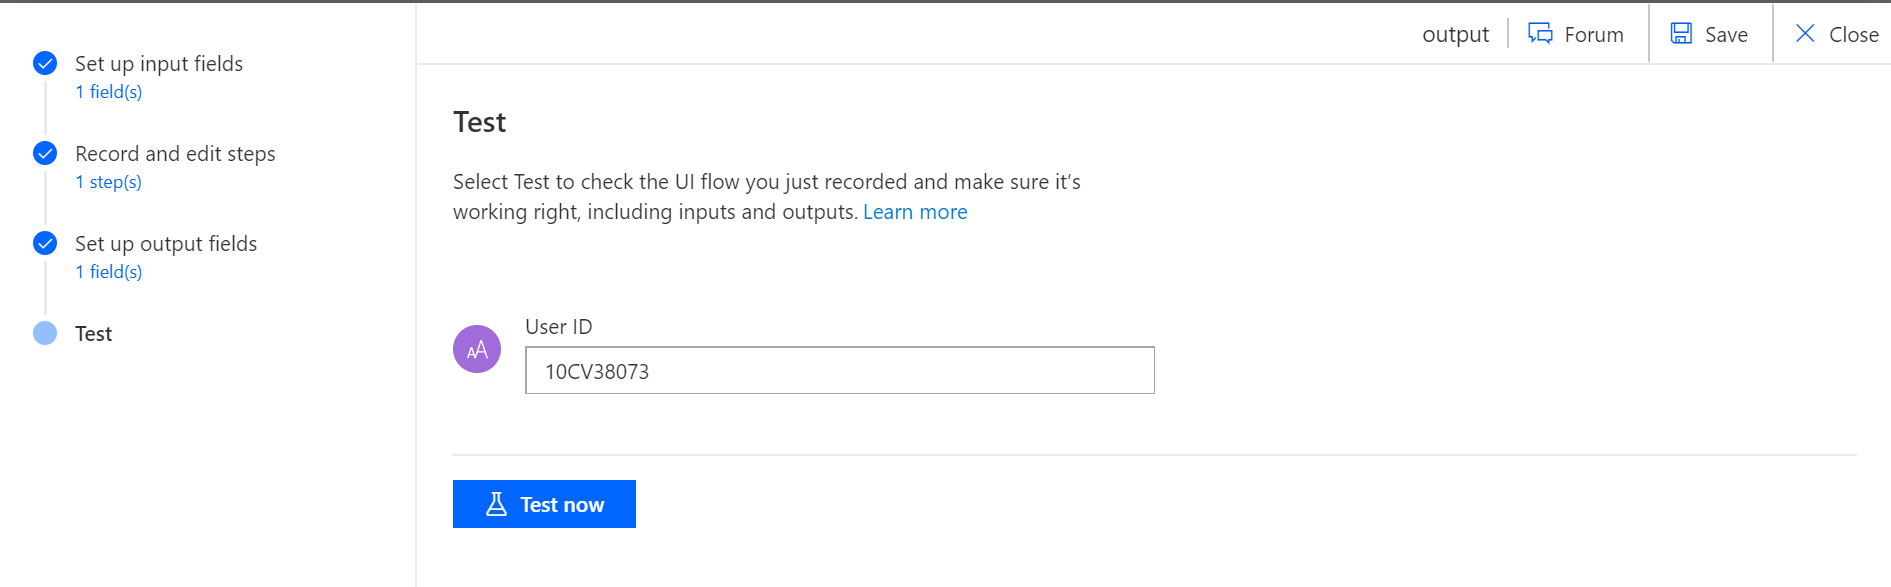 output
Forum
Save
Close
Set up input fields
1 field(s)
Record and edit steps
1 step(s)
Set up output fields
1 field(s)
Test
Test
Select Test to check the UI flow you just recorded and make sure it's
working right, including inputs and outputs. Learn more
AA
User ID
10CV38073
Test now